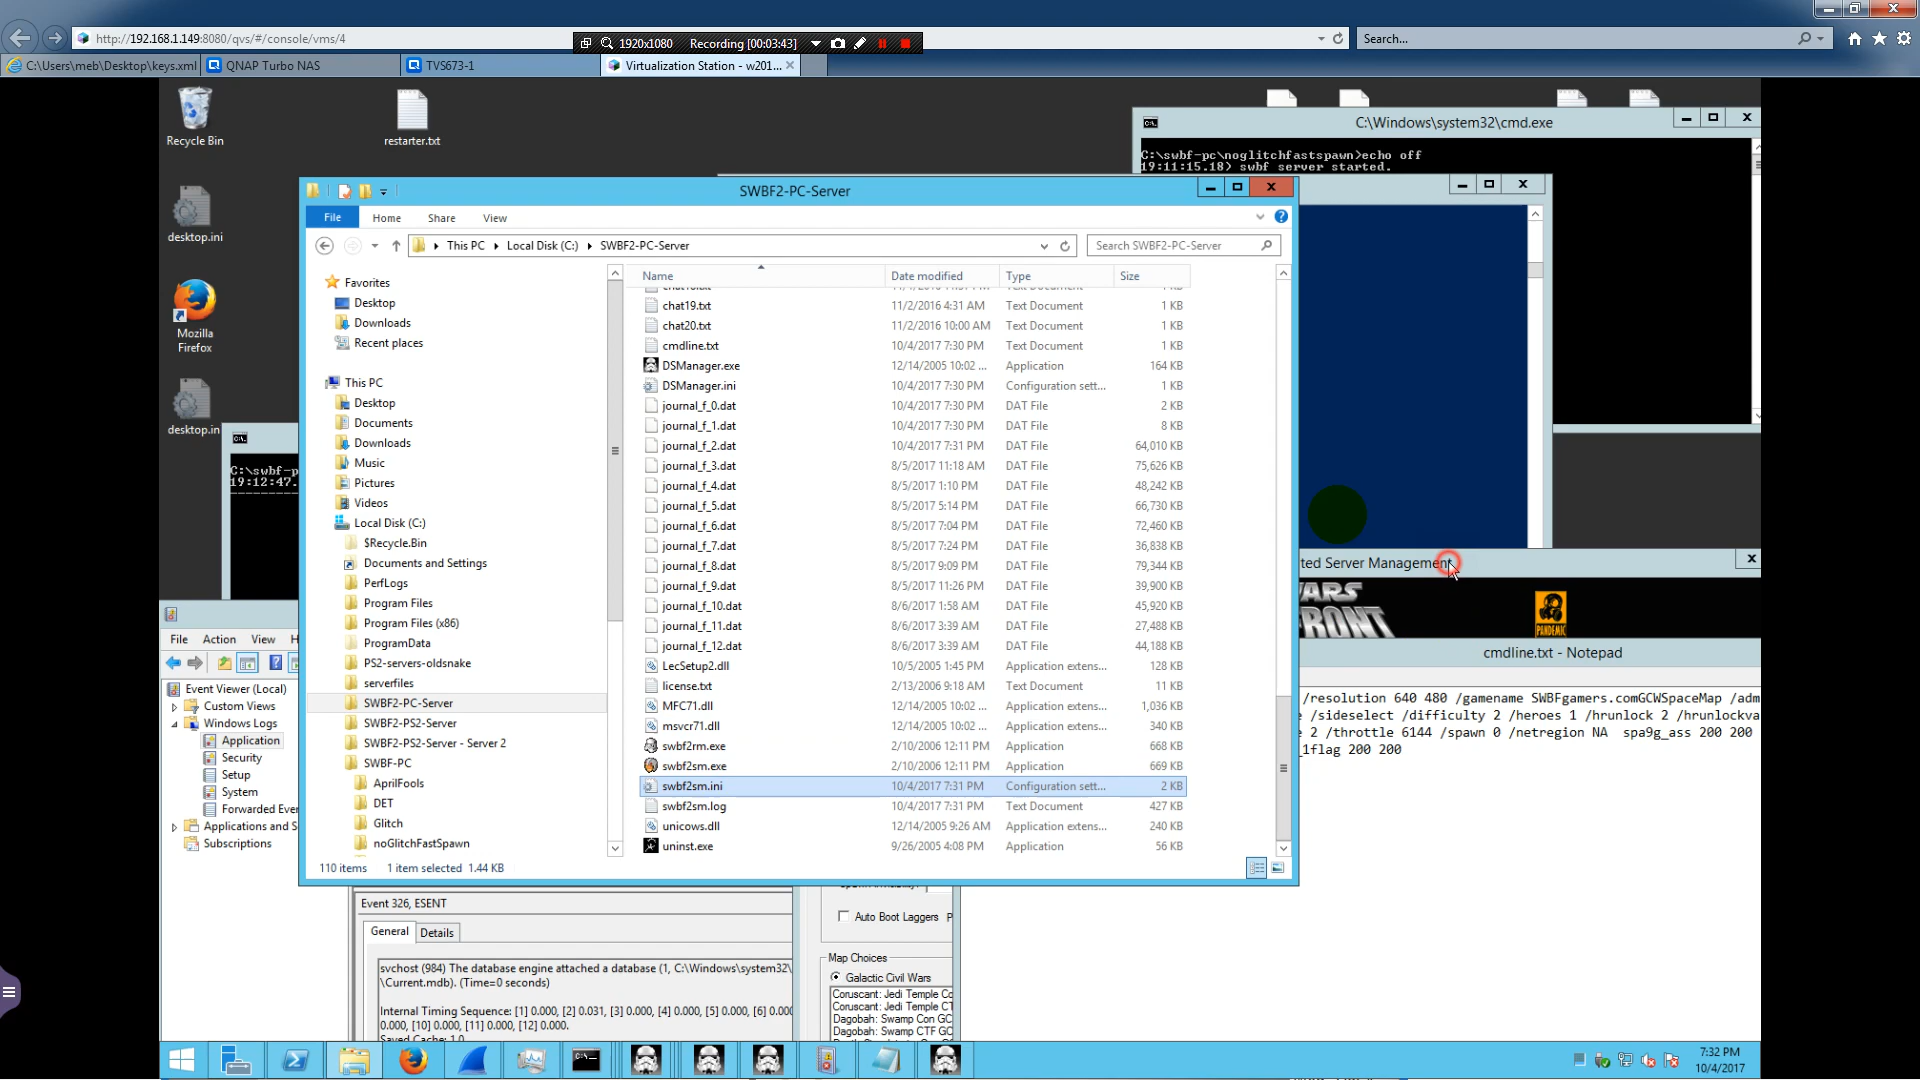 http://192.168.1.149:8080/qvs/#/console/vms/4
1920x1080 Recording [00:03:43]
Search...
C:\Users\meb\Desktop\keys.xml
QNAP Turbo NAS
TVS673-1
Virtualization Station - w201...
Recycle Bin
restarter.txt
desktop.ini
Mozilla
Firefox
desktop.in
C:\Windows\system32\cmd.exe
C:\swbf-pc\noglitchfastspawn>echo off
19:11:15.18> swbf server started.
SWBF2-PC-Server
File Home Share View
This PC Local Disk (C:) SWBF2-PC-Server
Search SWBF2-PC-Server
Favorites
Desktop
Downloads
Recent places
This PC
Desktop
Documents
Downloads
Music
Pictures
Videos
Local Disk (C:)
$Recycle.Bin
Documents and Settings
PerfLogs
Program Files
Program Files (x86)
ProgramData
PS2-servers-oldsnake
serverfiles
SWBF2-PC-Server
SWBF2-PS2-Server
SWBF2-PS2-Server - Server 2
SWBF-PC
AprilFools
DET
Glitch
noGlitchFastSpawn
Name Date modified Type Size
chat19.txt 11/2/2016 4:31 AM Text Document 1 KB
chat20.txt 11/2/2016 10:00 AM Text Document 1 KB
cmdline.txt 10/4/2017 7:30 PM Text Document 1 KB
DSManager.exe 12/14/2005 10:02 ... Application 164 KB
DSManager.ini 10/4/2017 7:30 PM Configuration sett... 1 KB
journal_f_0.dat 10/4/2017 7:30 PM DAT File 2 KB
journal_f_1.dat 10/4/2017 7:30 PM DAT File 8 KB
journal_f_2.dat 10/4/2017 7:31 PM DAT File 64,010 KB
journal_f_3.dat 8/5/2017 11:18 AM DAT File 75,626 KB
journal_f_4.dat 8/5/2017 1:10 PM DAT File 48,242 KB
journal_f_5.dat 8/5/2017 5:14 PM DAT File 66,730 KB
journal_f_6.dat 8/5/2017 7:04 PM DAT File 72,460 KB
journal_f_7.dat 8/5/2017 7:24 PM DAT File 36,838 KB
journal_f_8.dat 8/5/2017 9:09 PM DAT File 79,344 KB
journal_f_9.dat 8/5/2017 11:26 PM DAT File 39,900 KB
journal_f_10.dat 8/6/2017 1:58 AM DAT File 45,920 KB
journal_f_11.dat 8/6/2017 3:39 AM DAT File 27,488 KB
journal_f_12.dat 8/6/2017 3:39 AM DAT File 44,188 KB
LecSetup2.dll 10/5/2005 1:45 PM Application extens... 128 KB
license.txt 2/13/2006 9:18 AM Text Document 11 KB
MFC71.dll 12/14/2005 10:02 ... Application extens... 1,036 KB
msvcr71.dll 12/14/2005 10:02 ... Application extens... 340 KB
swbf2rm.exe 2/10/2006 12:11 PM Application 668 KB
swbf2sm.exe 2/10/2006 12:11 PM Application 669 KB
swbf2sm.ini 10/4/2017 7:31 PM Configuration sett... 2 KB
swbf2sm.log 10/4/2017 7:31 PM Text Document 427 KB
unicows.dll 12/14/2005 9:26 AM Application extens... 240 KB
uninst.exe 9/26/2005 4:08 PM Application 56 KB
110 items 1 item selected 1.44 KB
C:\swbf-p
19:12:47.
ted Server Management
WARS
FRONT
PANDEMIC
cmdline.txt - Notepad
/resolution 640 480 /gamename SWBFgamers.comGCWSpaceMap /adm
e /sideselect /difficulty 2 /heroes 1 /hrunlock 2 /hrunlockva
e 2 /throttle 6144 /spawn 0 /netregion NA spa9g_ass 200 200
_1flag 200 200
File Action View H
Event Viewer (Local)
Custom Views
Windows Logs
Application
Security
Setup
System
Forwarded Eve
Applications and S
Subscriptions
Event 326, ESENT
General Details
svchost (984) The database engine attached a database (1, C:\Windows\system32\
\Current.mdb). (Time=0 seconds)
Internal Timing Sequence: [1] 0.000, [2] 0.031, [3] 0.000, [4] 0.000, [5] 0.000, [6] 0.000
0.000, [10] 0.000, [11] 0.000, [12] 0.000.
Saved Cache: 1 0
Auto Boot Laggers P
Map Choices
Galactic Civil Wars
Coruscant: Jedi Temple Co
Coruscant: Jedi Temple CT
Dagobah: Swamp Con GC
Dagobah: Swamp CTF GC
7:32 PM
10/4/2017